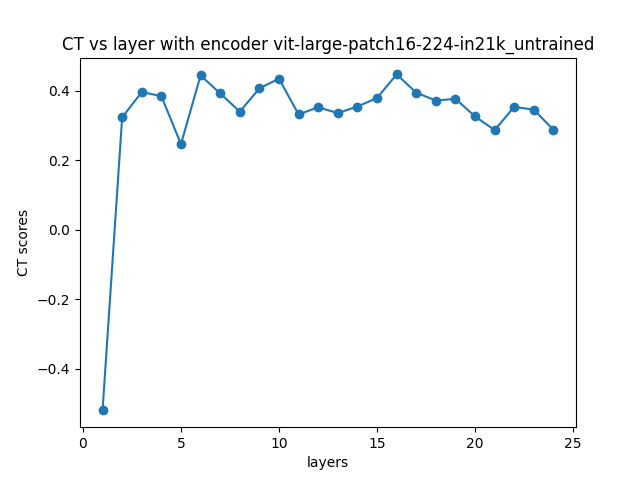 CT vs layer with encoder vit-large-patch16-224-in21k_untrained
CT scores
0.4
0.2
0.0
−0.2
−0.4
0 5 10 15 20 25
layers